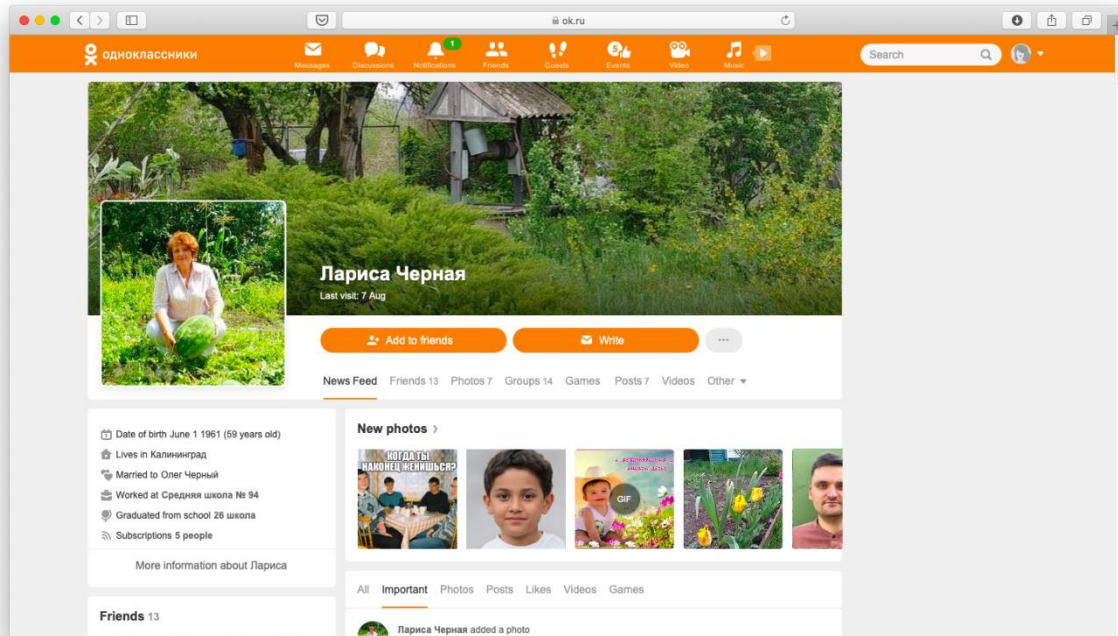 ok.ru
одноклассники
1
Messages
Discussions
Notifications
Friends
Guests
5
Events
Video
Music
Search
Лариса Черная
Last visit: 7 Aug
Add to friends
Write
News Feed Friends 13 Photos 7 Groups 14 Games Posts 7 Videos Other
Date of birth June 1 1961 (59 years old)
Lives in Калининград
Married to Олег Черный
Worked at Средняя школа № 94
Graduated from school 26 школа
Subscriptions 5 people
More information about Лариса
Friends 13
New photos
КОГДА ТЫ
НАКОНЕЦ ЖЕНИШЬСЯ?
GIF
All Important Photos Posts Likes Videos Games
Лариса Черная added a photo